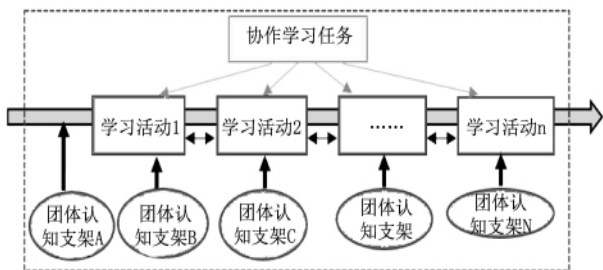 协作学习任务
学习活动1
学习活动2
……
学习活动n
团体认
知支架A
团体认
知支架B
团体认
知支架C
团体认
知支架
团体认
知支架N